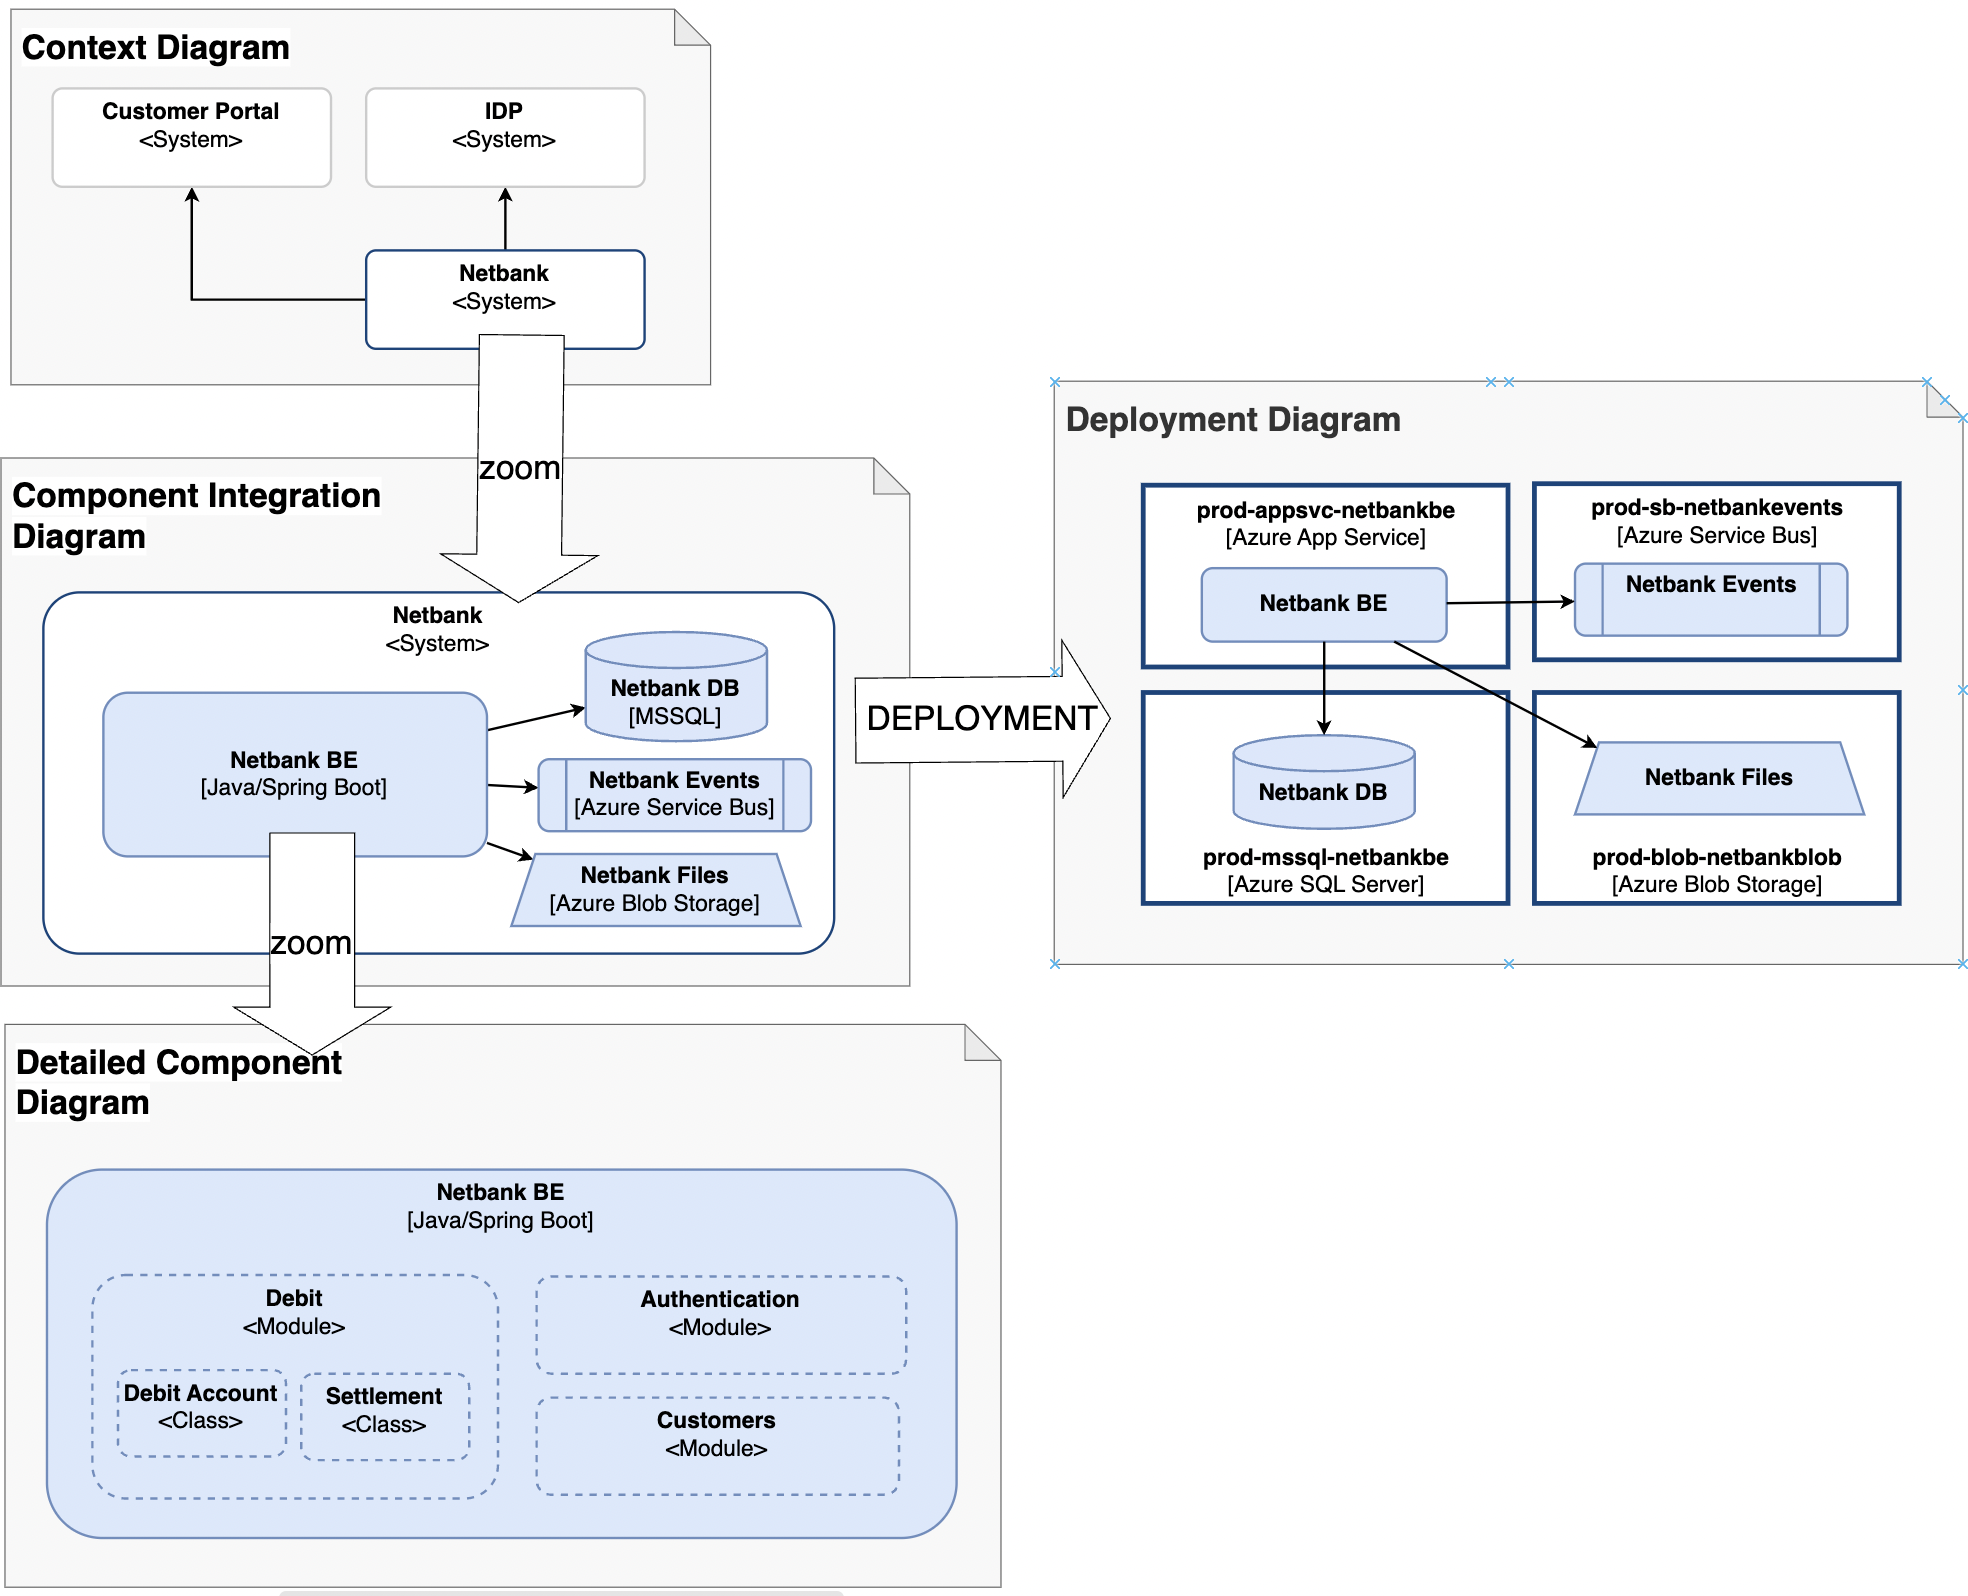 Context Diagram
Customer Portal
<System>
IDP
<System>
Netbank
<System>
zoom
Component Integration
Diagram
Netbank
<System>
Netbank BE
[Java/Spring Boot]
Netbank DB
[MSSQL]
Netbank Events
[Azure Service Bus]
Netbank Files
[Azure Blob Storage]
zoom
DEPLOYMENT
Deployment Diagram
prod-appsvc-netbankbe
[Azure App Service]
Netbank BE
prod-sb-netbankevents
[Azure Service Bus]
Netbank Events
Netbank DB
prod-mssql-netbankbe
[Azure SQL Server]
Netbank Files
prod-blob-netbankblob
[Azure Blob Storage]
Detailed Component
Diagram
Netbank BE
[Java/Spring Boot]
Debit
<Module>
Debit Account
<Class>
Settlement
<Class>
Authentication
<Module>
Customers
<Module>